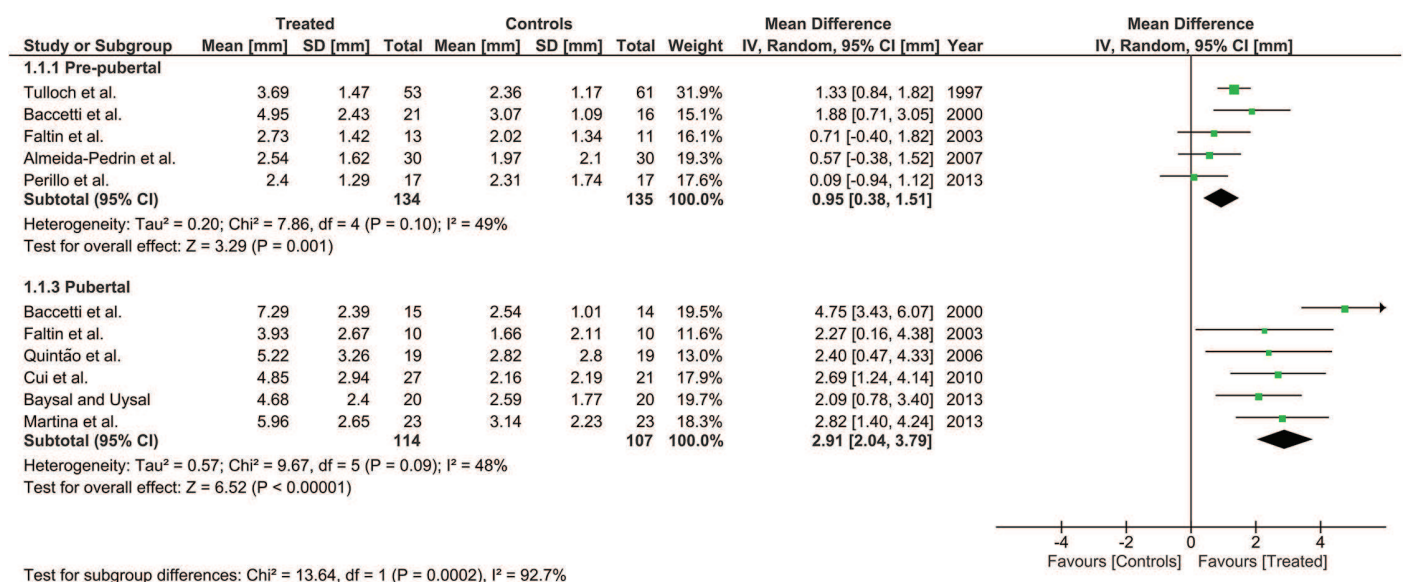 Treated Controls Mean Difference Mean Difference
Study or Subgroup Mean [mm] SD [mm] Total Mean [mm] SD [mm] Total Weight IV, Random, 95% CI [mm] Year IV, Random, 95% CI [mm]
1.1.1 Pre-pubertal
Tulloch et al. 3.69 1.47 53 2.36 1.17 61 31.9% 1.33 [0.84, 1.82] 1997
Baccetti et al. 4.95 2.43 21 3.07 1.09 16 15.1% 1.88 [0.71, 3.05] 2000
Faltin et al. 2.73 1.42 13 2.02 1.34 11 16.1% 0.71 [-0.40, 1.82] 2003
Almeida-Pedrin et al. 2.54 1.62 30 1.97 2.1 30 19.3% 0.57 [-0.38, 1.52] 2007
Perillo et al. 2.4 1.29 17 2.31 1.74 17 17.6% 0.09 [-0.94, 1.12] 2013
Subtotal (95% CI) 134 135 100.0% 0.95 [0.38, 1.51]
Heterogeneity: Tau² = 0.20; Chi² = 7.86, df = 4 (P = 0.10); I² = 49%
Test for overall effect: Z = 3.29 (P = 0.001)
1.1.3 Pubertal
Baccetti et al. 7.29 2.39 15 2.54 1.01 14 19.5% 4.75 [3.43, 6.07] 2000
Faltin et al. 3.93 2.67 10 1.66 2.11 10 11.6% 2.27 [0.16, 4.38] 2003
Quintão et al. 5.22 3.26 19 2.82 2.8 19 13.0% 2.40 [0.47, 4.33] 2006
Cui et al. 4.85 2.94 27 2.16 2.19 21 17.9% 2.69 [1.24, 4.14] 2010
Baysal and Uysal 4.68 2.4 20 2.59 1.77 20 19.7% 2.09 [0.78, 3.40] 2013
Martina et al. 5.96 2.65 23 3.14 2.23 23 18.3% 2.82 [1.40, 4.24] 2013
Subtotal (95% CI) 114 107 100.0% 2.91 [2.04, 3.79]
Heterogeneity: Tau² = 0.57; Chi² = 9.67, df = 5 (P = 0.09); I² = 48%
Test for overall effect: Z = 6.52 (P < 0.00001)
-4 -2 0 2 4
Favours [Controls] Favours [Treated]
Test for subgroup differences: Chi² = 13.64, df = 1 (P = 0.0002), I² = 92.7%